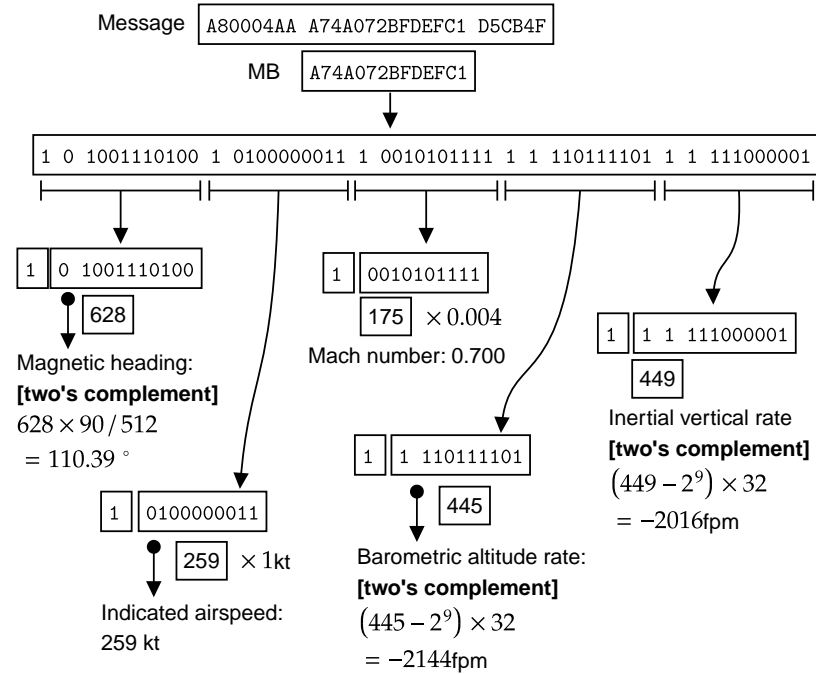 Message A80004AA A74A072BFDEFC1 D5CB4F
MB A74A072BFDEFC1
1 0 1001110100 1 0100000011 1 0010101111 1 1 110111101 1 1 111000001
1 0 1001110100
628
Magnetic heading:
[two's complement]
628 × 90 / 512
= 110.39 °
1 0100000011
259 × 1kt
Indicated airspeed:
259 kt
1 0010101111
175 × 0.004
Mach number: 0.700
1 1 110111101
445
Barometric altitude rate:
[two's complement]
(445 − 2⁹) × 32
= −2144fpm
1 1 1 111000001
449
Inertial vertical rate
[two's complement]
(449 − 2⁹) × 32
= −2016fpm